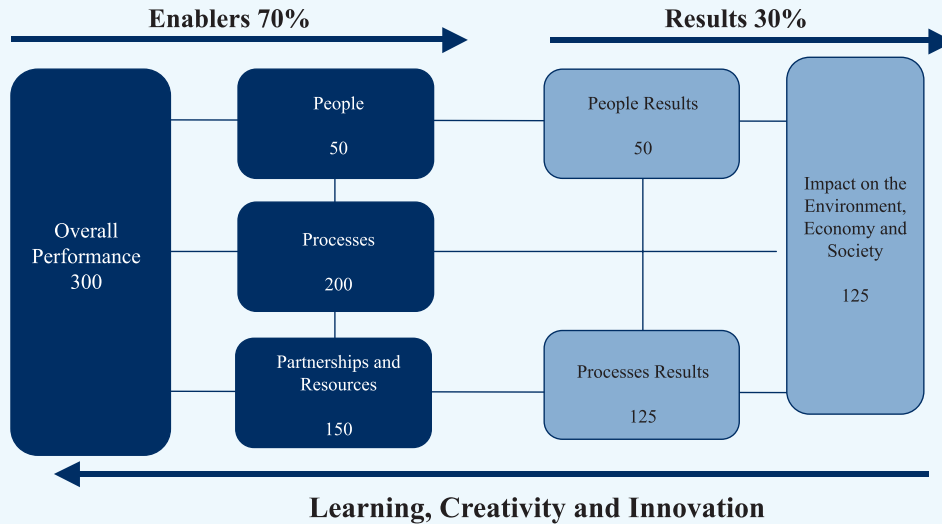 Enablers 70%
Results 30%
Overall
Performance
300
People
50
Processes
200
Partnerships and
Resources
150
People Results
50
Processes Results
125
Impact on the
Environment,
Economy and
Society
125
Learning, Creativity and Innovation